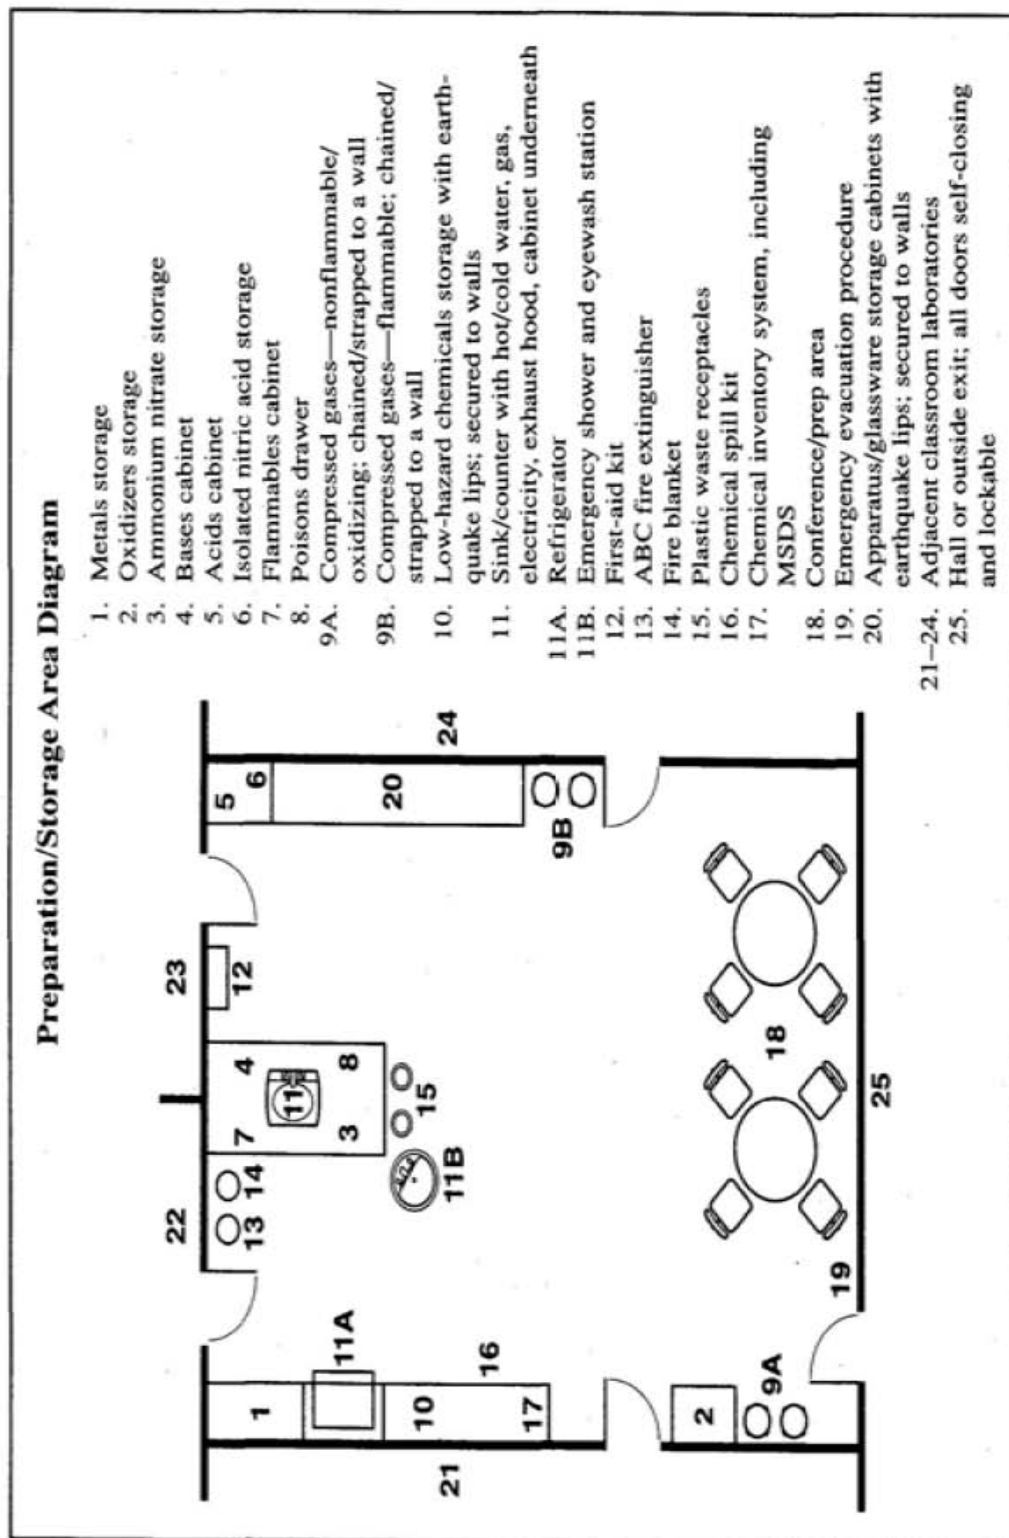 Preparation/Storage Area Diagram
1. Metals storage
2. Oxidizers storage
3. Ammonium nitrate storage
4. Bases cabinet
5. Acids cabinet
6. Isolated nitric acid storage
7. Flammables cabinet
8. Poisons drawer
9A. Compressed gases—nonflammable/
oxidizing; chained/strapped to a wall
9B. Compressed gases—flammable; chained/
strapped to a wall
10. Low-hazard chemicals storage with earth-
quake lips; secured to walls
11. Sink/counter with hot/cold water, gas,
electricity, exhaust hood, cabinet underneath
11A. Refrigerator
11B. Emergency shower and eyewash station
12. First-aid kit
13. ABC fire extinguisher
14. Fire blanket
15. Plastic waste receptacles
16. Chemical spill kit
17. Chemical inventory system, including
MSDS
18. Conference/prep area
19. Emergency evacuation procedure
20. Apparatus/glassware storage cabinets with
earthquake lips; secured to walls
21–24. Adjacent classroom laboratories
25. Hall or outside exit; all doors self-closing
and lockable
22
23
13 14
7
4
11
3
8
12
5
6
1
11A
11B
15
20
24
10
16
17
21
9B
2
9A
18
19
25